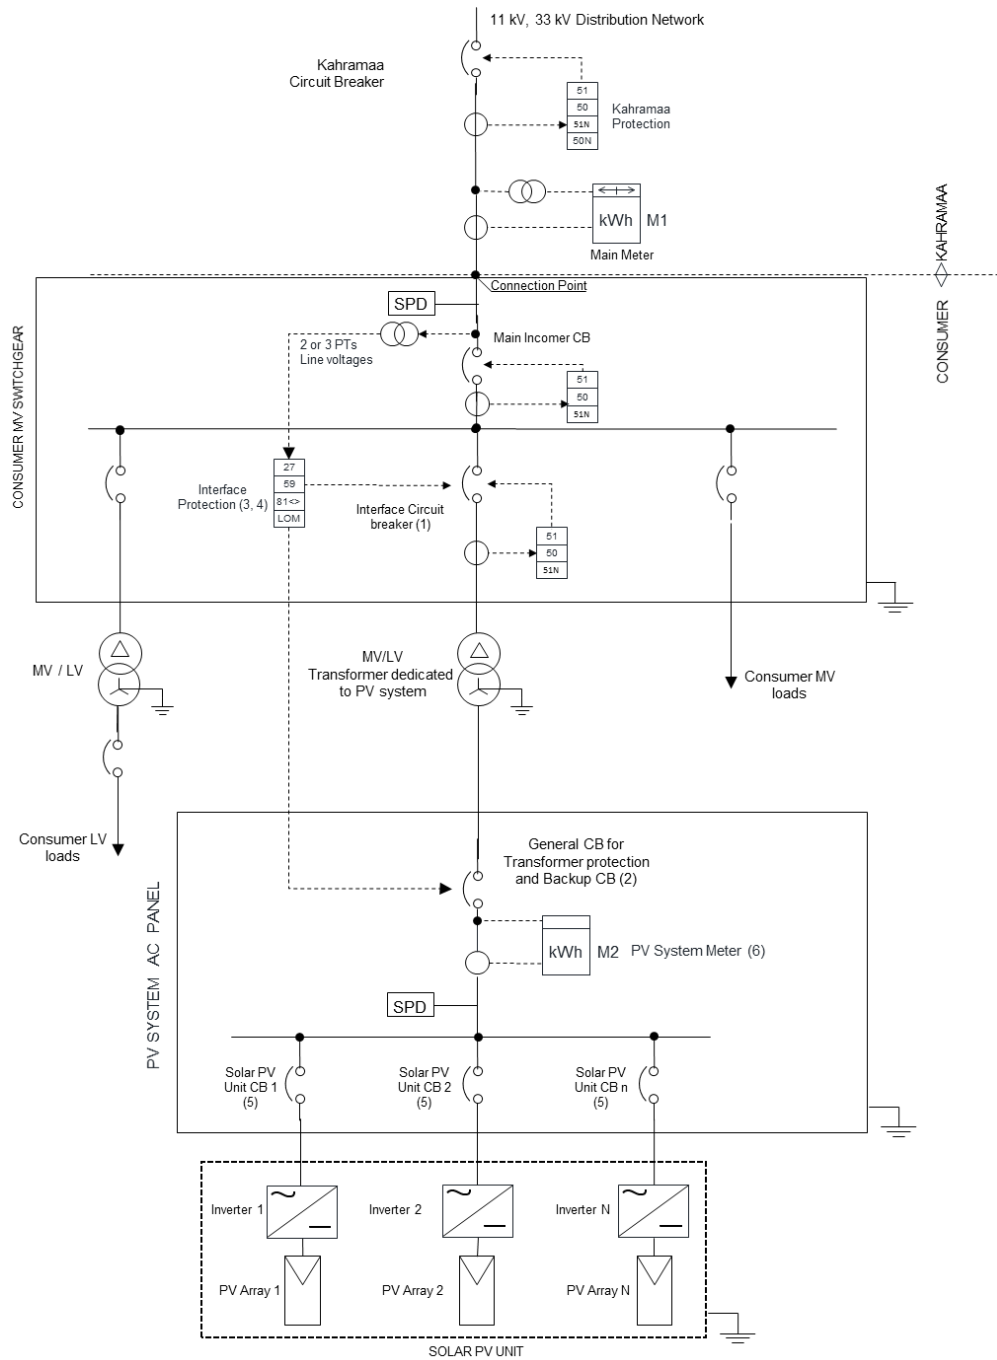 11 kV, 33 kV Distribution Network
Kahramaa
Circuit Breaker
51
50
51N
50N
Kahramaa
Protection
kWh
M1
Main Meter
KAHRAMAA
CONSUMER
Connection Point
SPD
2 or 3 PTs
Line voltages
Main Incomer CB
51
50
51N
CONSUMER MV SWITCHGEAR
27
59
81<>
LOM
Interface
Protection (3, 4)
Interface Circuit
breaker (1)
51
50
51N
MV / LV
MV/LV
Transformer dedicated
to PV system
Consumer MV
loads
Consumer LV
loads
General CB for
Transformer protection
and Backup CB (2)
PV SYSTEM AC PANEL
kWh
M2
PV System Meter (6)
SPD
Solar PV
Unit CB 1
(5)
Solar PV
Unit CB 2
(5)
Solar PV
Unit CB n
(5)
Inverter 1
Inverter 2
Inverter N
PV Array 1
PV Array 2
PV Array N
SOLAR PV UNIT